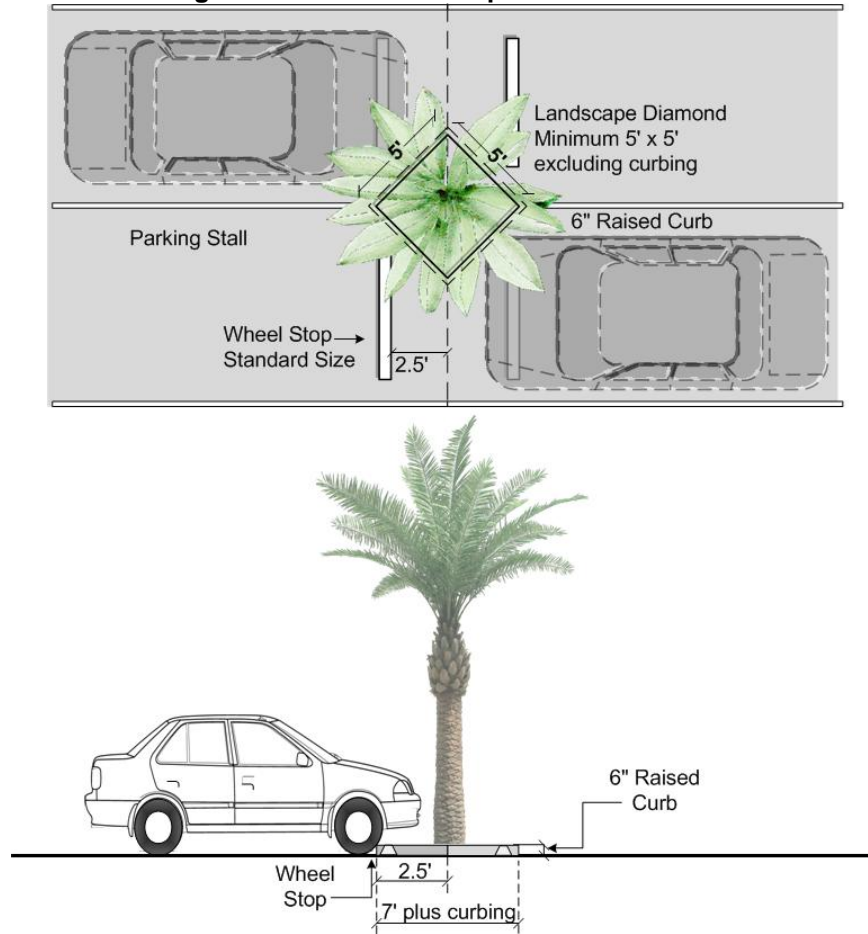 Landscape Diamond
Minimum 5' x 5'
excluding curbing
5'
5'
6" Raised Curb
Parking Stall
Wheel Stop
Standard Size
2.5'
6" Raised
Curb
Wheel
Stop
2.5'
7' plus curbing